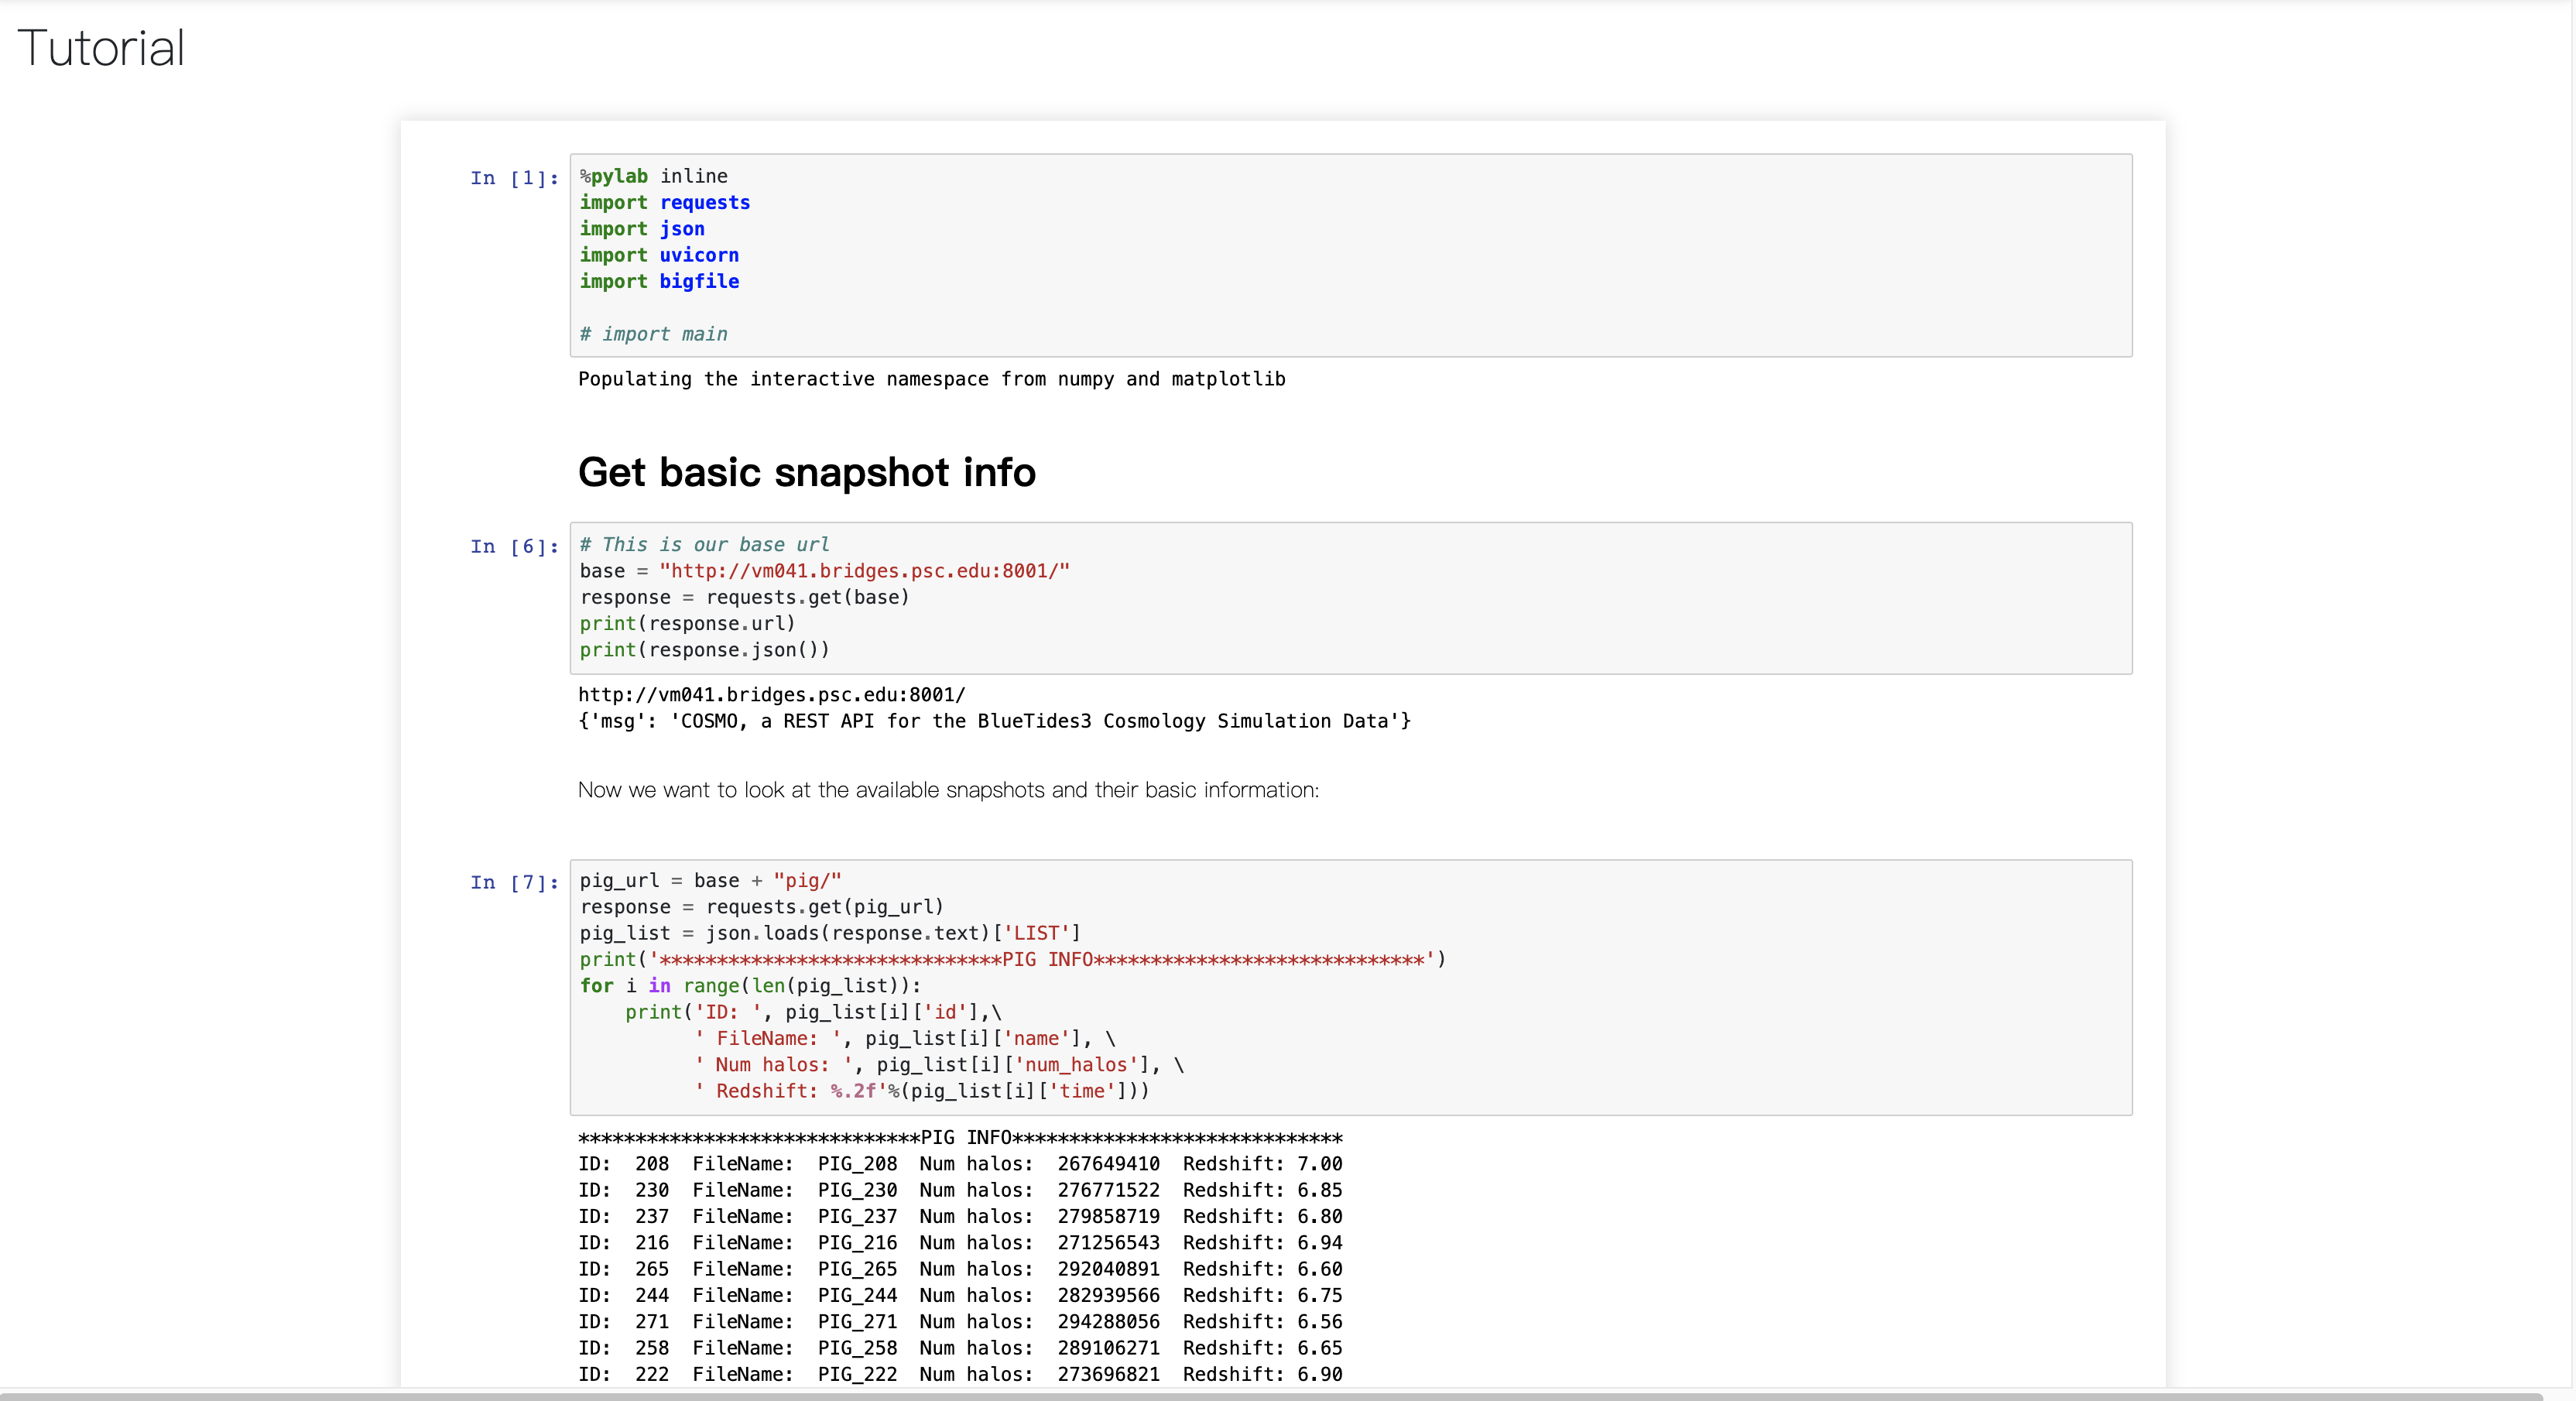 Tutorial
In [1]:
%pylab inline
import requests
import json
import uvicorn
import bigfile
# import main
Populating the interactive namespace from numpy and matplotlib
Get basic snapshot info
In [6]:
# This is our base url
base = "http://vm041.bridges.psc.edu:8001/"
response = requests.get(base)
print(response.url)
print(response.json())
http://vm041.bridges.psc.edu:8001/
{'msg': 'COSMO, a REST API for the BlueTides3 Cosmology Simulation Data'}
Now we want to look at the available snapshots and their basic information:
In [7]:
pig_url = base + "pig/"
response = requests.get(pig_url)
pig_list = json.loads(response.text)['LIST']
print('******************************PIG INFO*****************************')
for i in range(len(pig_list)):
    print('ID: ', pig_list[i]['id'],\
          ' FileName: ', pig_list[i]['name'], \
          ' Num halos: ', pig_list[i]['num_halos'], \
          ' Redshift: %.2f'%(pig_list[i]['time']))
******************************PIG INFO*****************************
ID:  208  FileName:  PIG_208  Num halos:  267649410  Redshift: 7.00
ID:  230  FileName:  PIG_230  Num halos:  276771522  Redshift: 6.85
ID:  237  FileName:  PIG_237  Num halos:  279858719  Redshift: 6.80
ID:  216  FileName:  PIG_216  Num halos:  271256543  Redshift: 6.94
ID:  265  FileName:  PIG_265  Num halos:  292040891  Redshift: 6.60
ID:  244  FileName:  PIG_244  Num halos:  282939566  Redshift: 6.75
ID:  271  FileName:  PIG_271  Num halos:  294288056  Redshift: 6.56
ID:  258  FileName:  PIG_258  Num halos:  289106271  Redshift: 6.65
ID:  222  FileName:  PIG_222  Num halos:  273696821  Redshift: 6.90